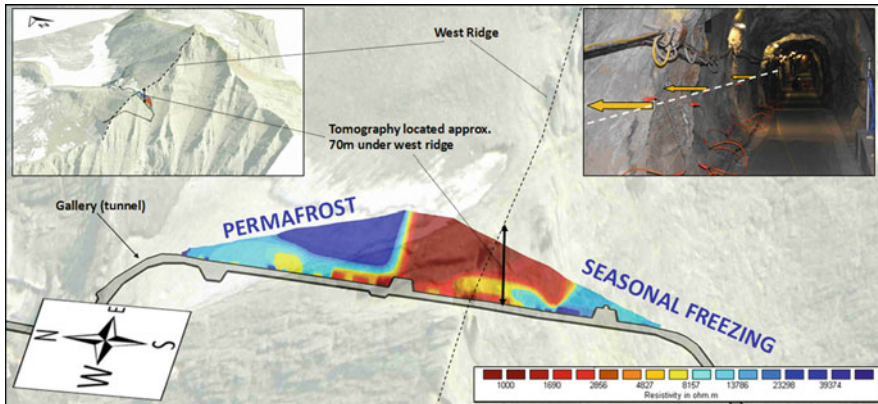 N
West Ridge
Tomography located approx.
70m under west ridge
Gallery (tunnel)
PERMAFROST
SEASONAL FREEZING
N
E
S
W
1000 1690 2856 4827 8157 13786 23298 39374
Resistivity in ohm.m